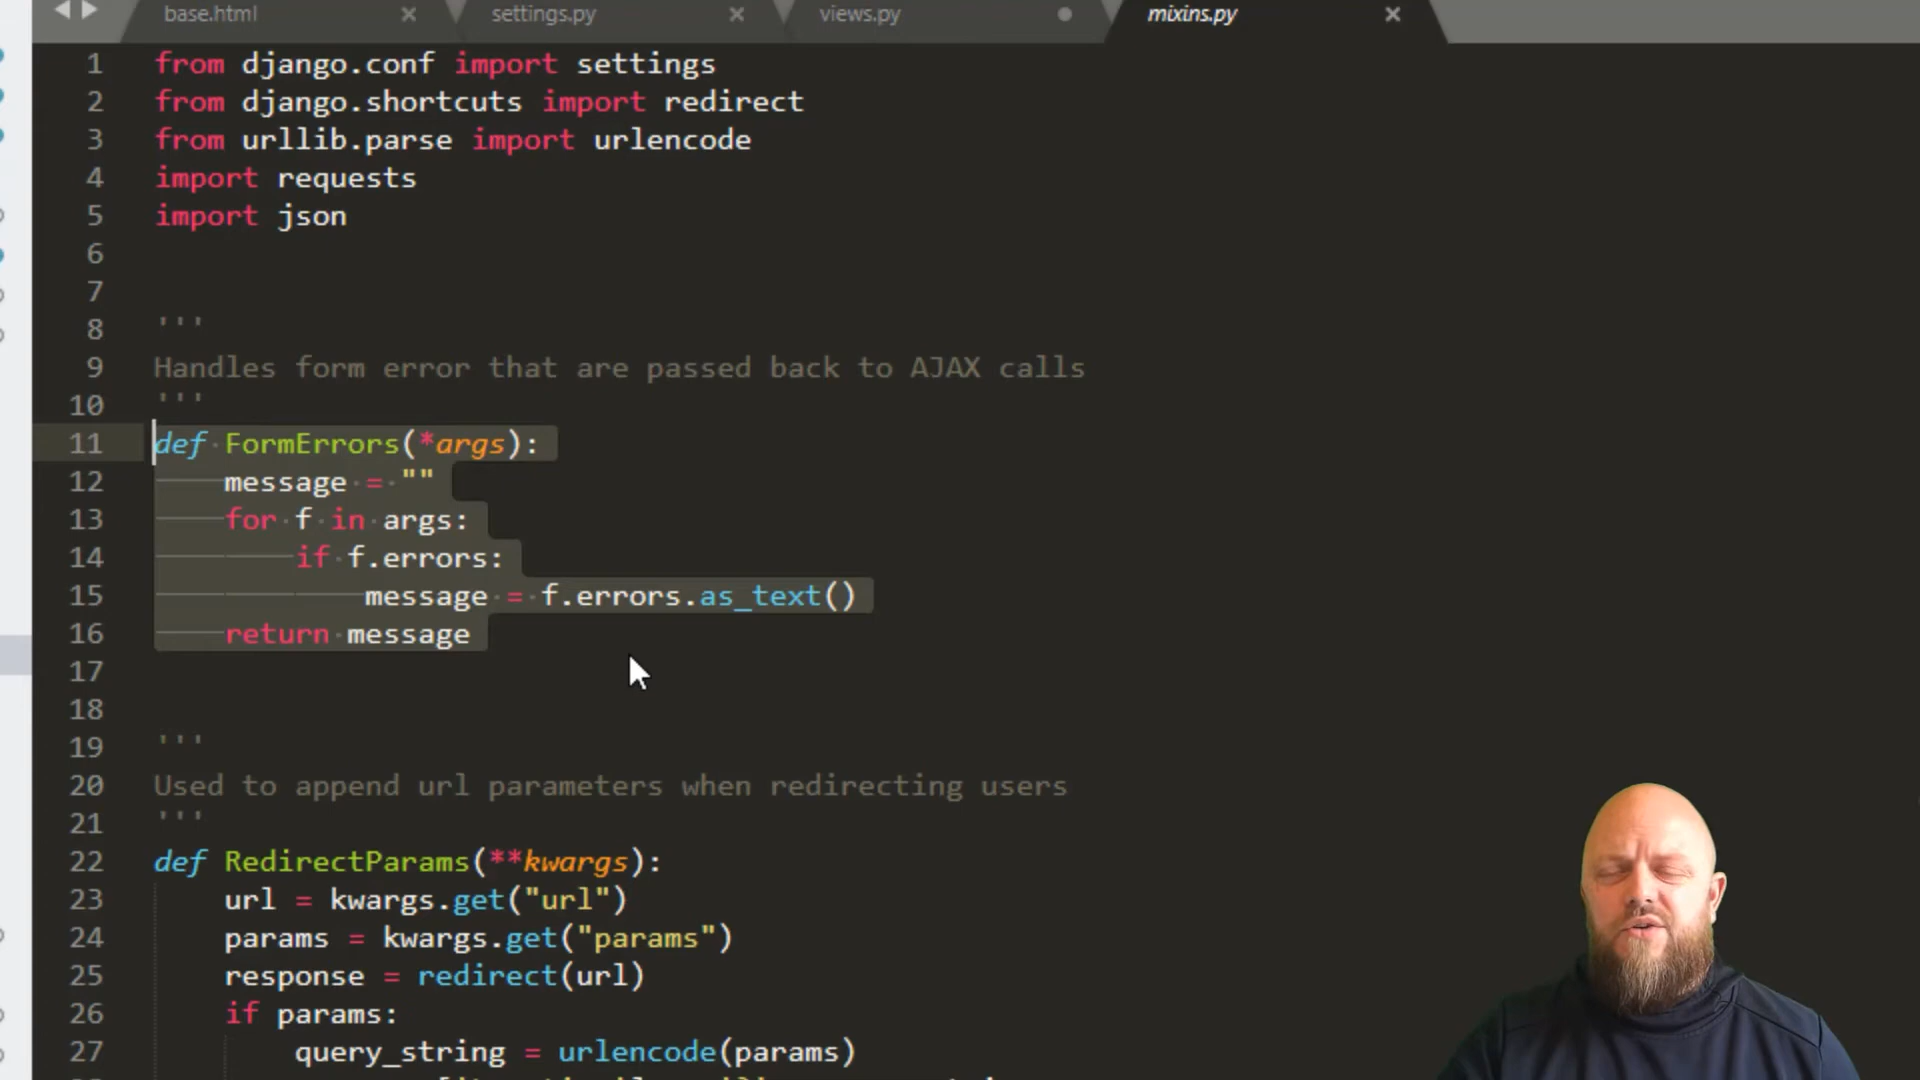 base.html
settings.py
views.py
mixins.py
1 from django.conf import settings
2 from django.shortcuts import redirect
3 from urllib.parse import urlencode
4 import requests
5 import json
6
7
8 '''
9 Handles form error that are passed back to AJAX calls
10 '''
11 def FormErrors(*args):
12 message = ""
13 for f in args:
14 if f.errors:
15 message = f.errors.as_text()
16 return message
17
18
19 '''
20 Used to append url parameters when redirecting users
21 '''
22 def RedirectParams(**kwargs):
23 url = kwargs.get("url")
24 params = kwargs.get("params")
25 response = redirect(url)
26 if params:
27 query_string = urlencode(params)